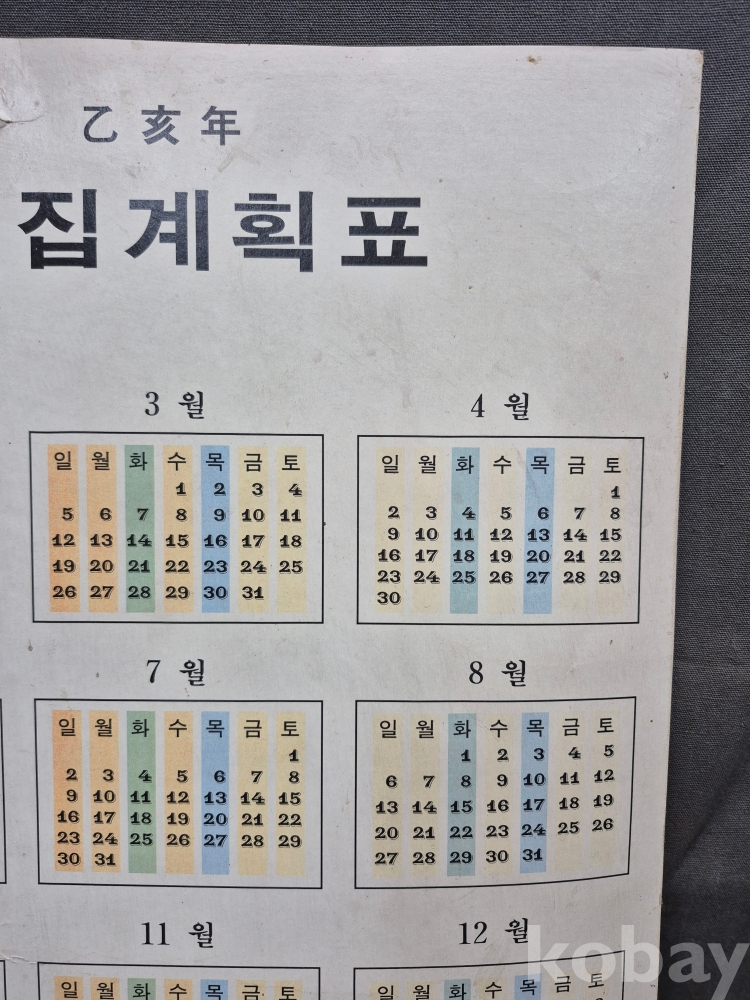 乙亥年
집계획표
3 월
일 월 화 수 목 금 토
1 2 3 4
5 6 7 8 9 10 11
12 13 14 15 16 17 18
19 20 21 22 23 24 25
26 27 28 29 30 31
4 월
일 월 화 수 목 금 토
1
2 3 4 5 6 7 8
9 10 11 12 13 14 15
16 17 18 19 20 21 22
23 24 25 26 27 28 29
30
7 월
일 월 화 수 목 금 토
1
2 3 4 5 6 7 8
9 10 11 12 13 14 15
16 17 18 19 20 21 22
23 24 25 26 27 28 29
30 31
8 월
일 월 화 수 목 금 토
1 2 3 4 5
6 7 8 9 10 11 12
13 14 15 16 17 18 19
20 21 22 23 24 25 26
27 28 29 30 31
11 월
일 월 화 수 목 금 토
12 월
일 월 화 수 목 금 토
kobay